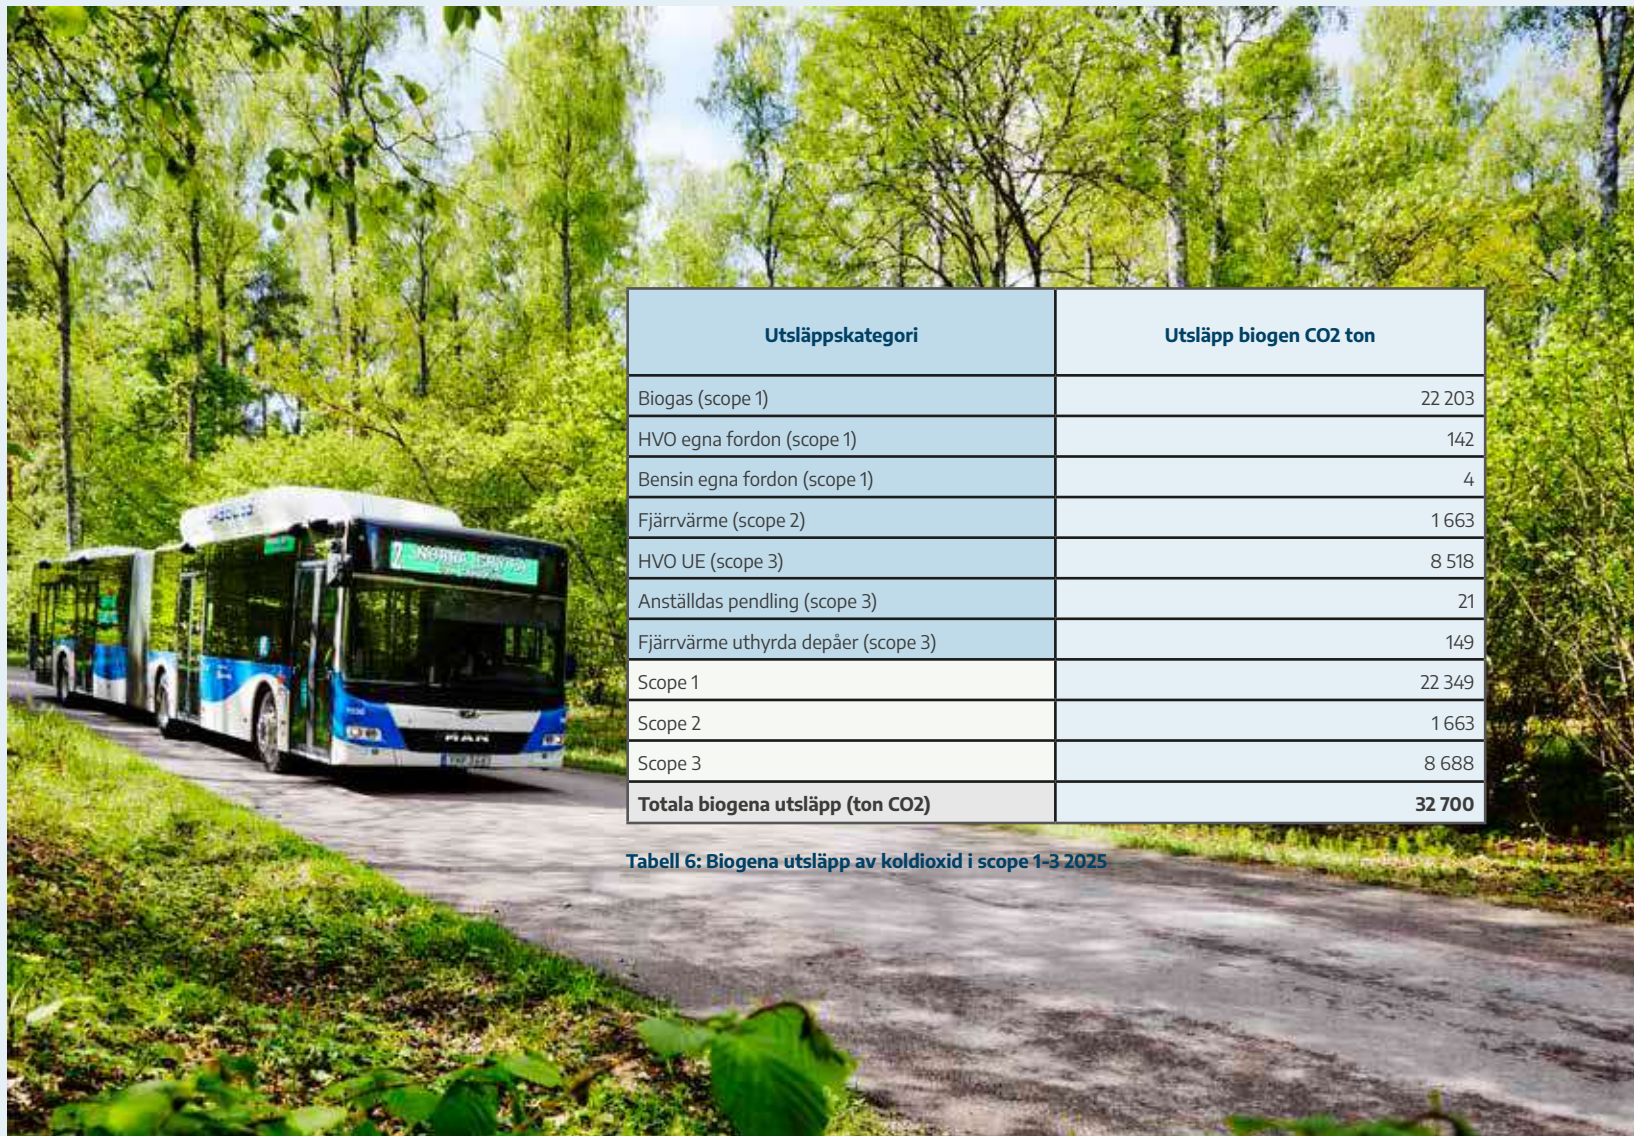 Utsläppskategori Utsläpp biogen CO2 ton
Biogas (scope 1) 22 203
HVO egna fordon (scope 1) 142
Bensin egna fordon (scope 1) 4
Fjärrvärme (scope 2) 1 663
HVO UE (scope 3) 8 518
Anställdas pendling (scope 3) 21
Fjärrvärme uthyrda depåer (scope 3) 149
Scope 1 22 349
Scope 2 1 663
Scope 3 8 688
Totala biogena utsläpp (ton CO2) 32 700
Tabell 6: Biogena utsläpp av koldioxid i scope 1-3 2025
2
MAN